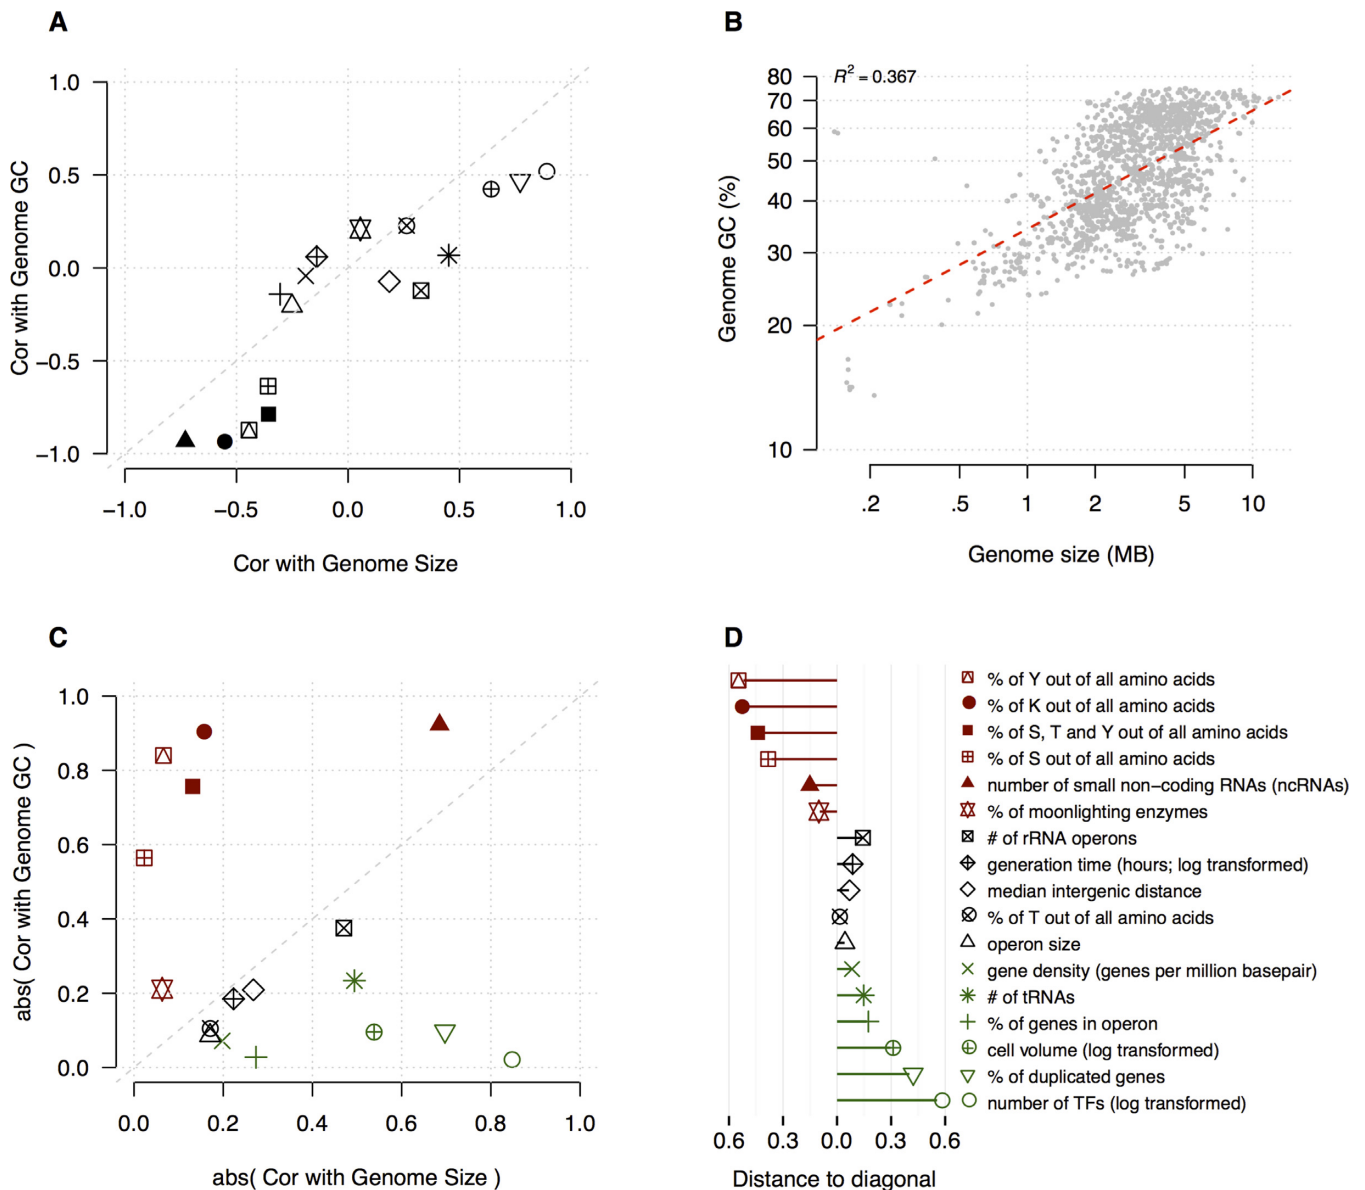 A
1.0
0.5
0.0
−0.5
−1.0
Cor with Genome GC
−1.0 −0.5 0.0 0.5 1.0
Cor with Genome Size
B
R² = 0.367
80
70
60
50
40
30
20
10
Genome GC (%)
.2 .5 1 2 5 10
Genome size (MB)
C
1.0
0.8
0.6
0.4
0.2
0.0
abs( Cor with Genome GC )
0.0 0.2 0.4 0.6 0.8 1.0
abs( Cor with Genome Size )
D
% of Y out of all amino acids
% of K out of all amino acids
% of S, T and Y out of all amino acids
% of S out of all amino acids
number of small non−coding RNAs (ncRNAs)
% of moonlighting enzymes
# of rRNA operons
generation time (hours; log transformed)
median intergenic distance
% of T out of all amino acids
operon size
gene density (genes per million basepair)
# of tRNAs
% of genes in operon
cell volume (log transformed)
% of duplicated genes
number of TFs (log transformed)
0.6 0.3 0.0 0.3 0.6
Distance to diagonal